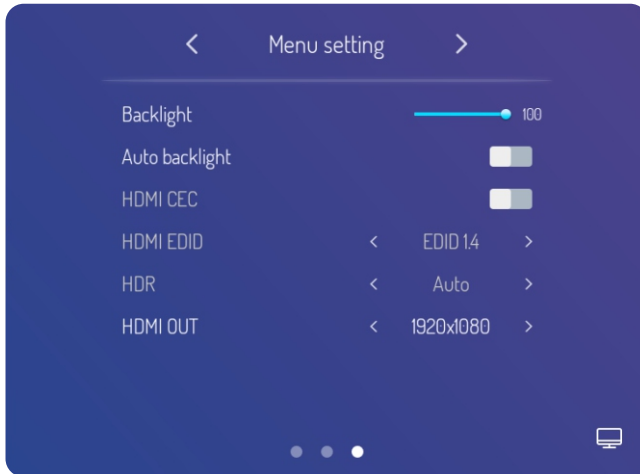 Menu setting
Backlight 100
Auto backlight
HDMI CEC
HDMI EDID EDID 1.4
HDR Auto
HDMI OUT 1920x1080